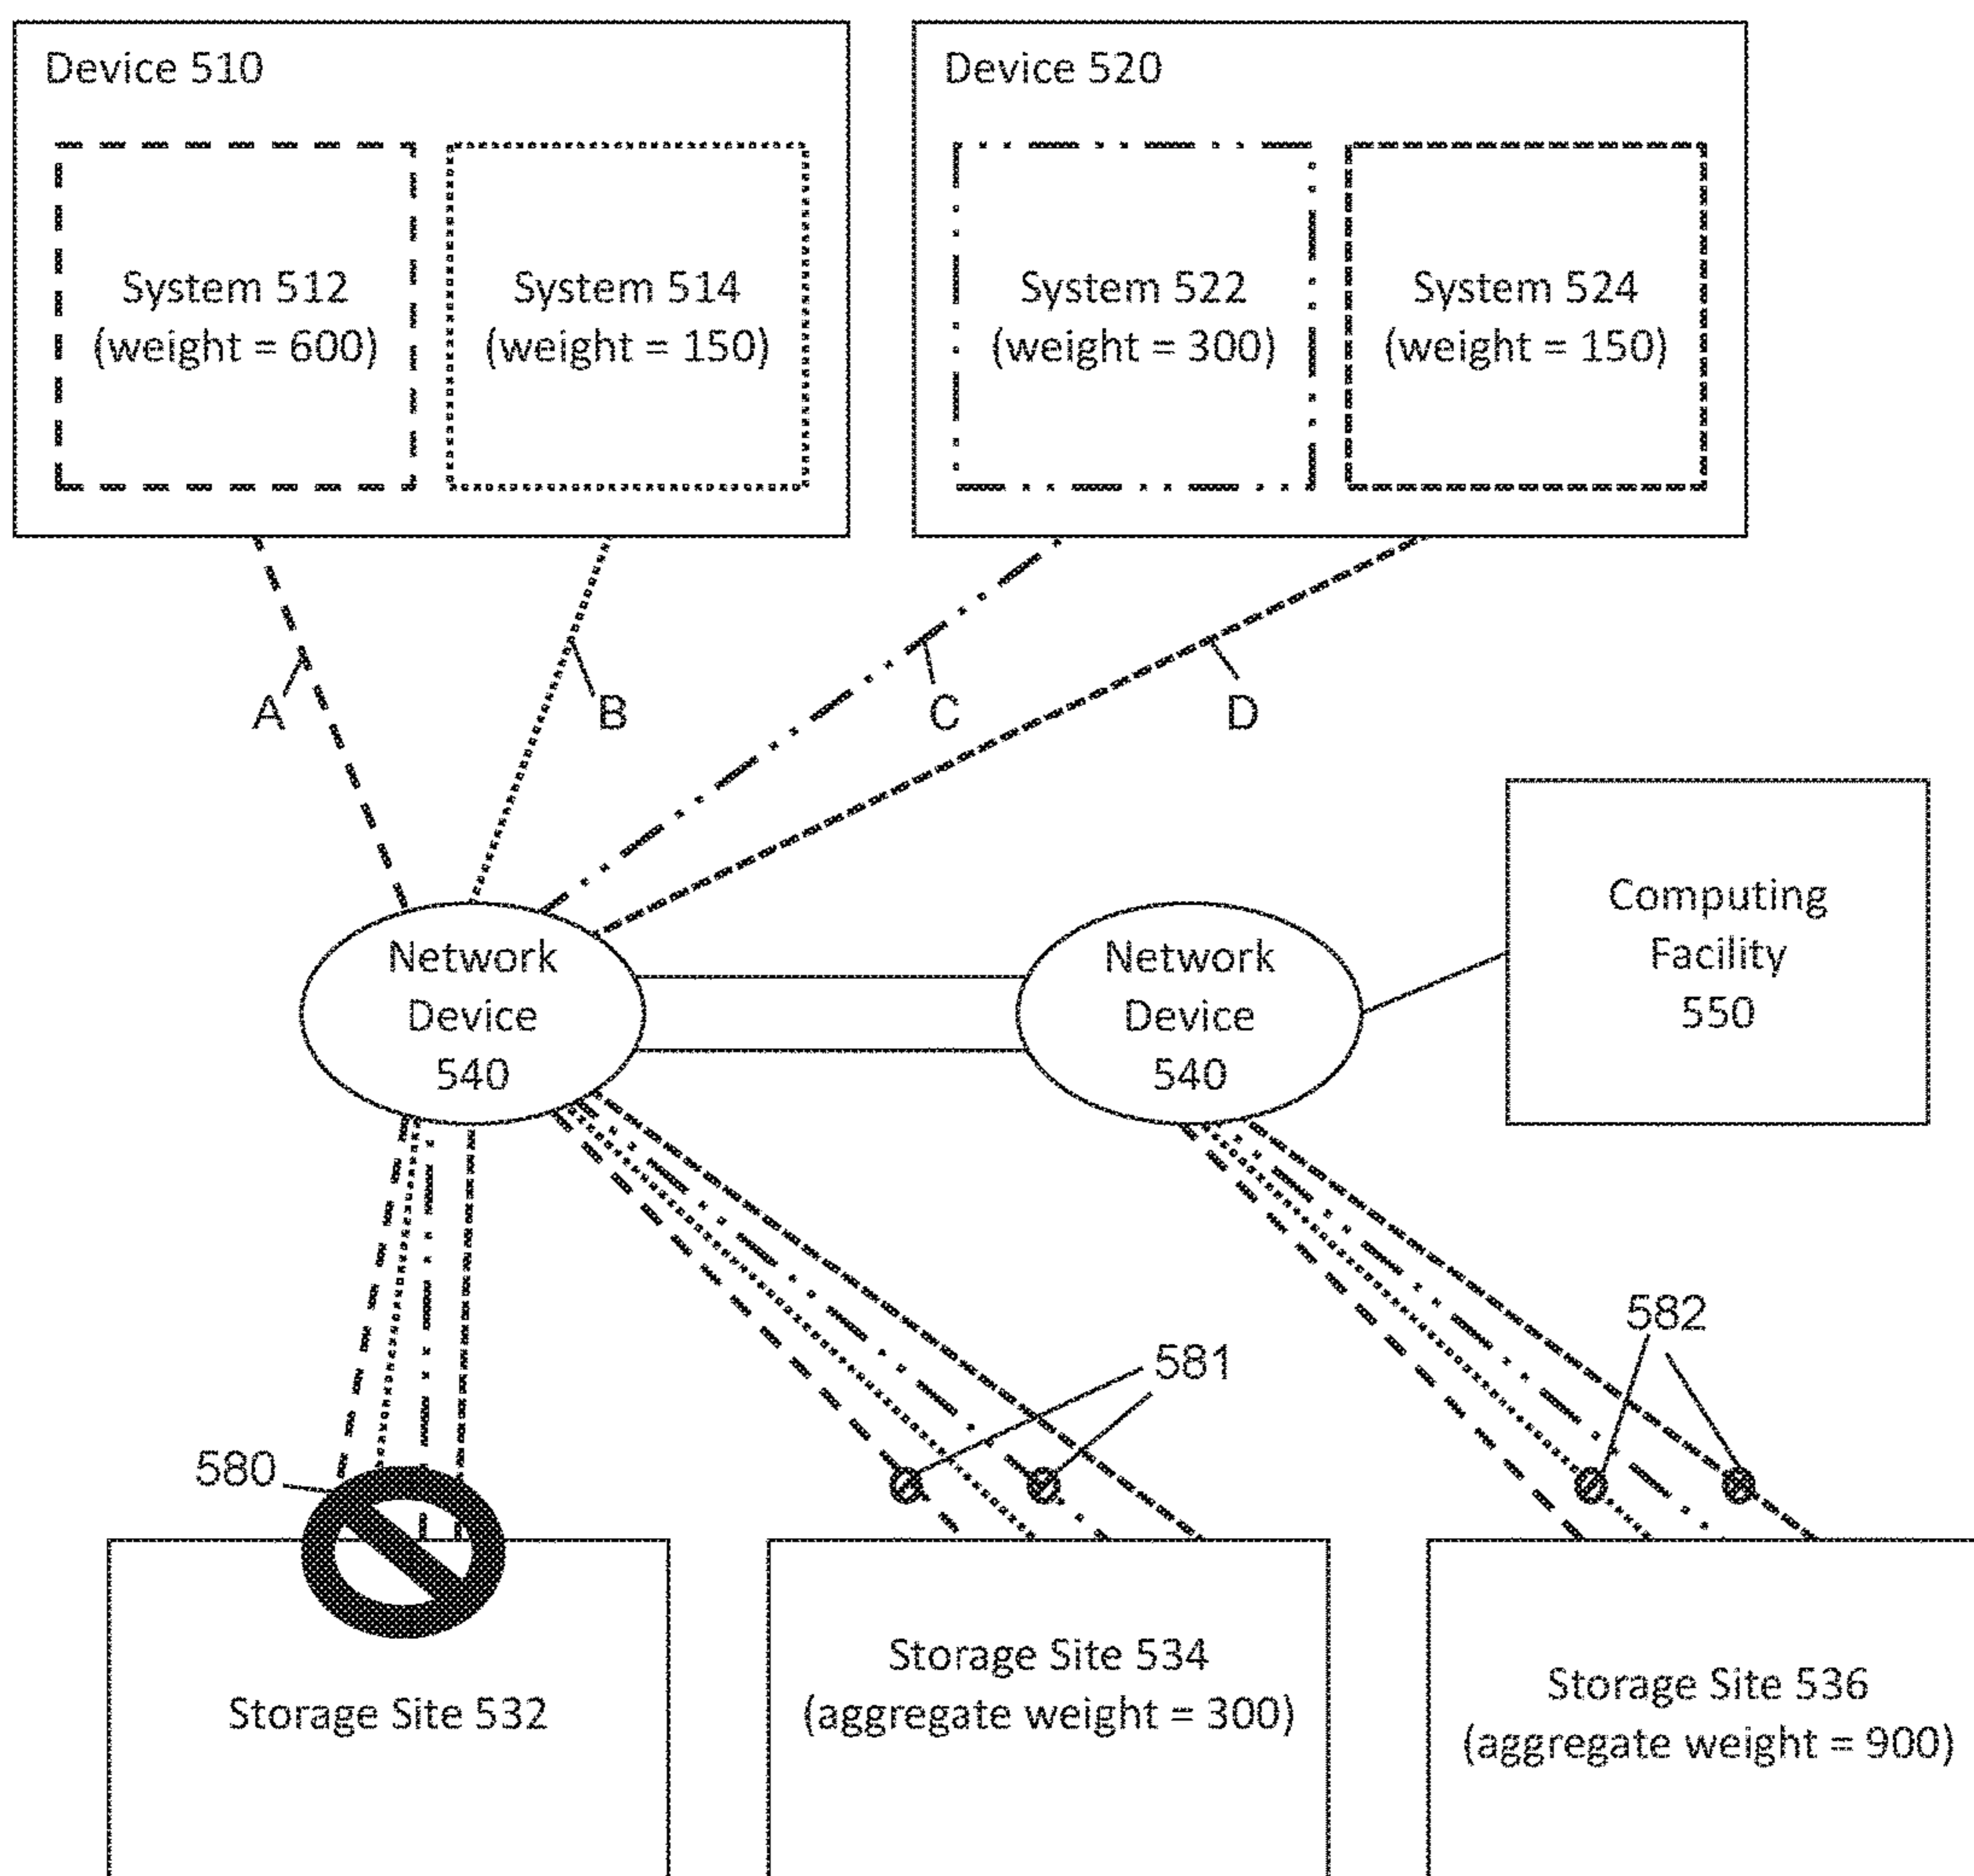 Device 510
Device 520
System 512
(weight = 600)
System 514
(weight = 150)
System 522
(weight = 300)
System 524
(weight = 150)
A
B
C
D
Network
Device
540
Network
Device
540
Computing
Facility
550
582
581
580
Storage Site 532
Storage Site 534
(aggregate weight = 300)
Storage Site 536
(aggregate weight = 900)